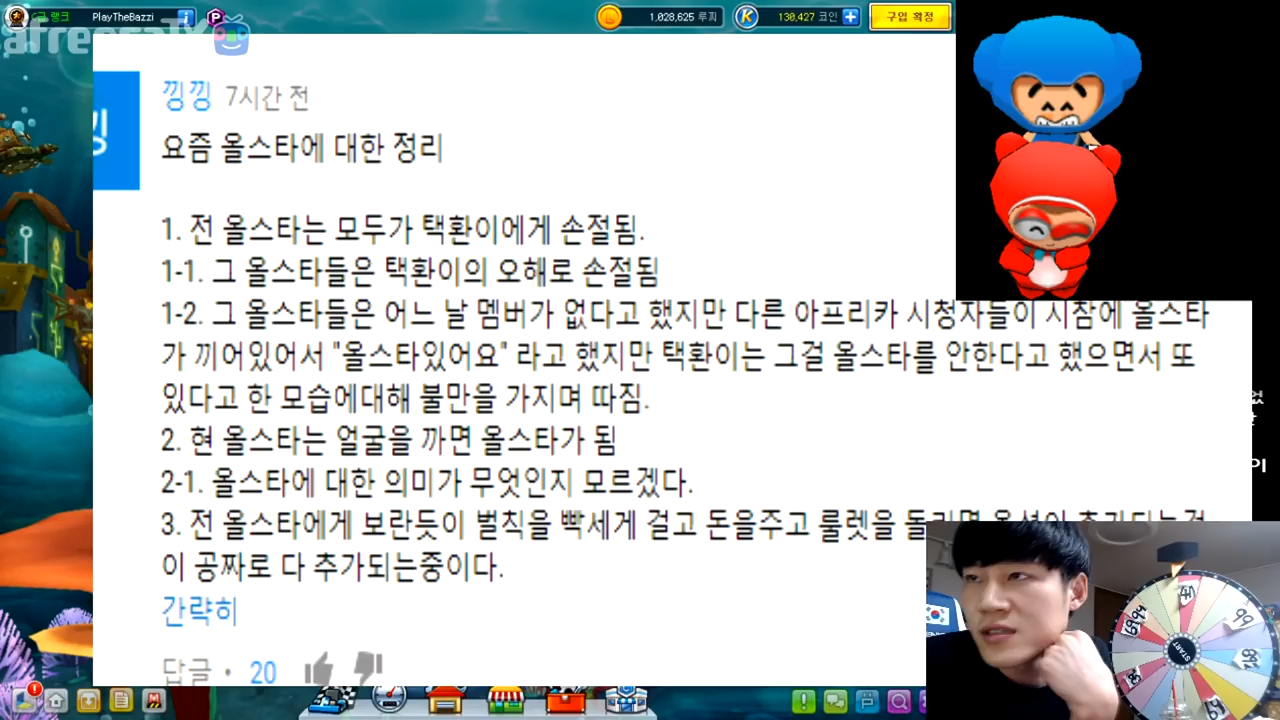 랭크 PlayTheBazzi
1,028,625 루찌
130,427 코인
구입 확정
afreecaTV
낑
낑낑 7시간 전
요즘 올스타에 대한 정리
1. 전 올스타는 모두가 택환이에게 손절됨.
1-1. 그 올스타들은 택환이의 오해로 손절됨
1-2. 그 올스타들은 어느 날 멤버가 없다고 했지만 다른 아프리카 시청자들이 시참에 올스타
가 끼어있어서 "올스타있어요" 라고 했지만 택환이는 그걸 올스타를 안한다고 했으면서 또
있다고 한 모습에대해 불만을 가지며 따짐.
2. 현 올스타는 얼굴을 까면 올스타가 됨
2-1. 올스타에 대한 의미가 무엇인지 모르겠다.
3. 전 올스타에게 보란듯이 벌칙을 빡세게 걸고 돈을주고 룰렛을
이 공짜로 다 추가되는중이다.
간략히
답글 · 20
START